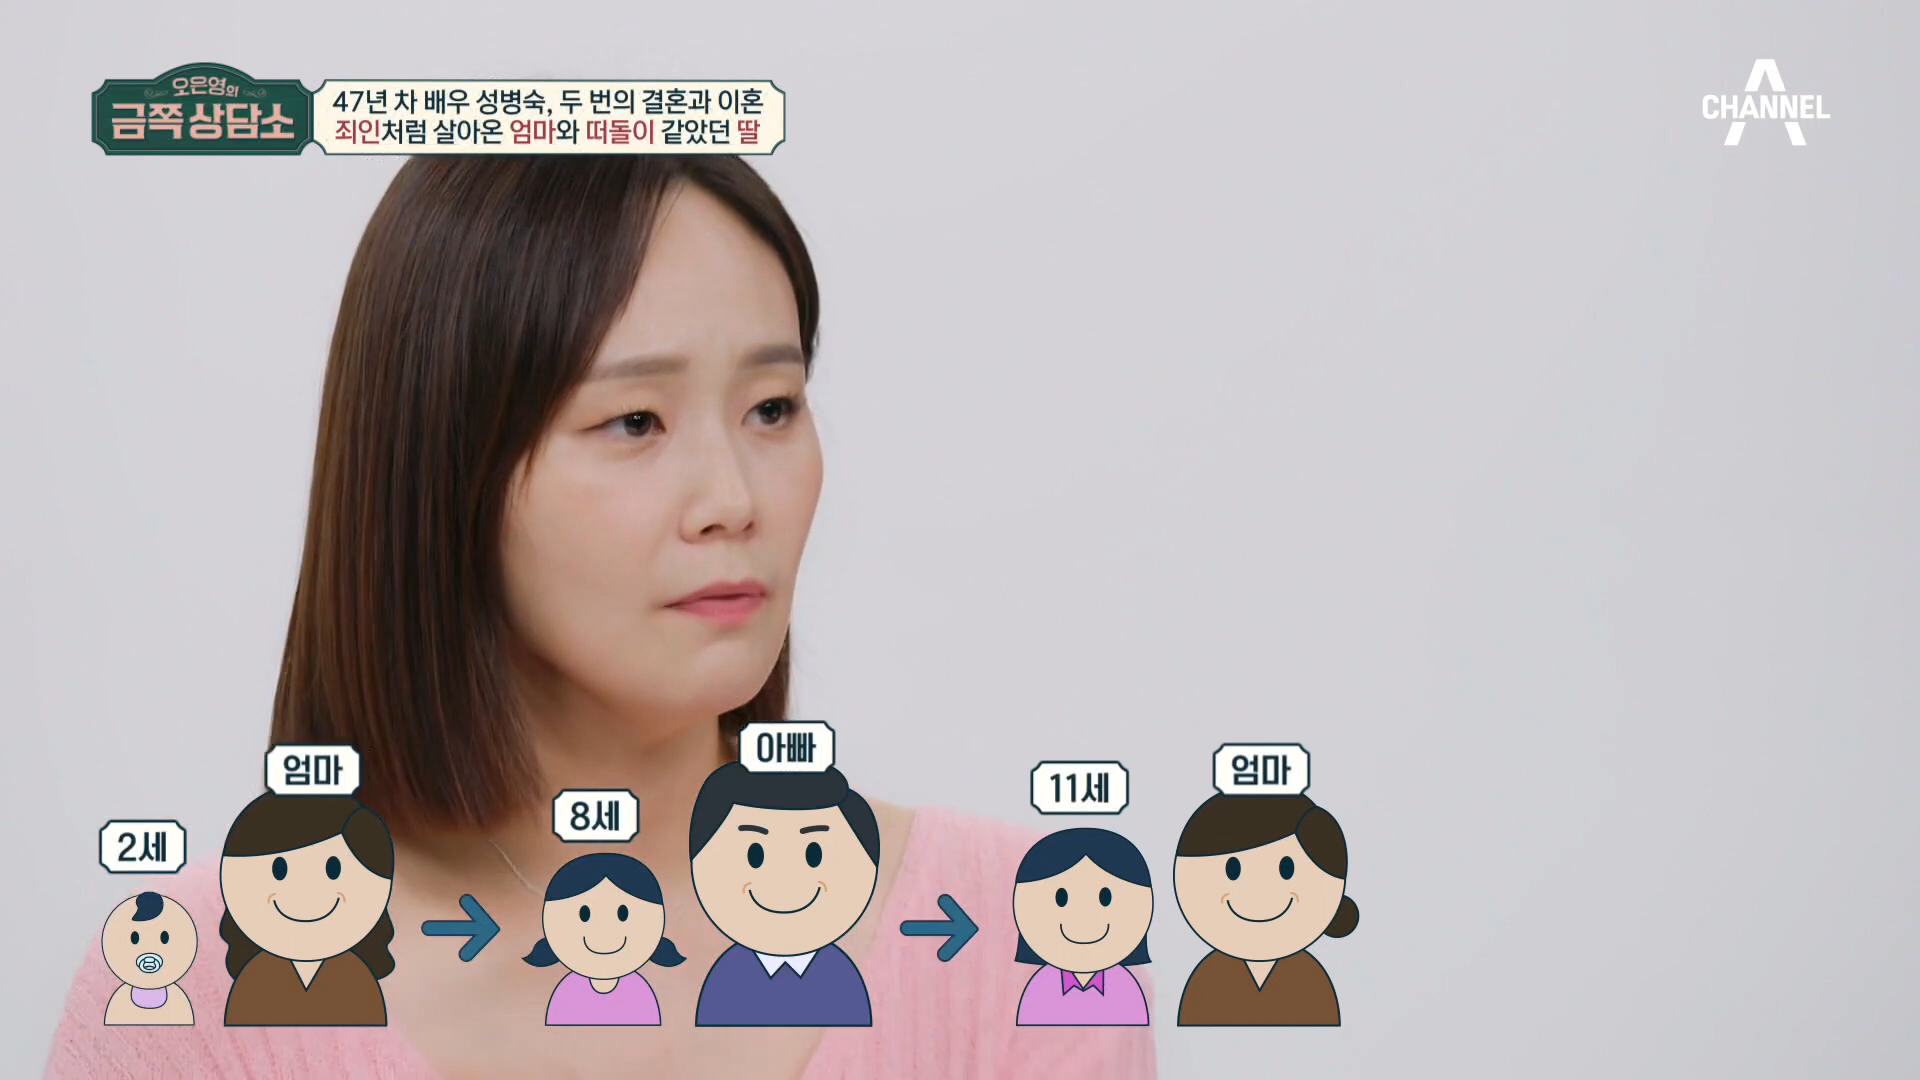 오은영의
금쪽 상담소
47년 차 배우 성병숙, 두 번의 결혼과 이혼
죄인처럼 살아온 엄마와 떠돌이 같았던 딸
CHANNEL A
2세
엄마
8세
아빠
11세
엄마